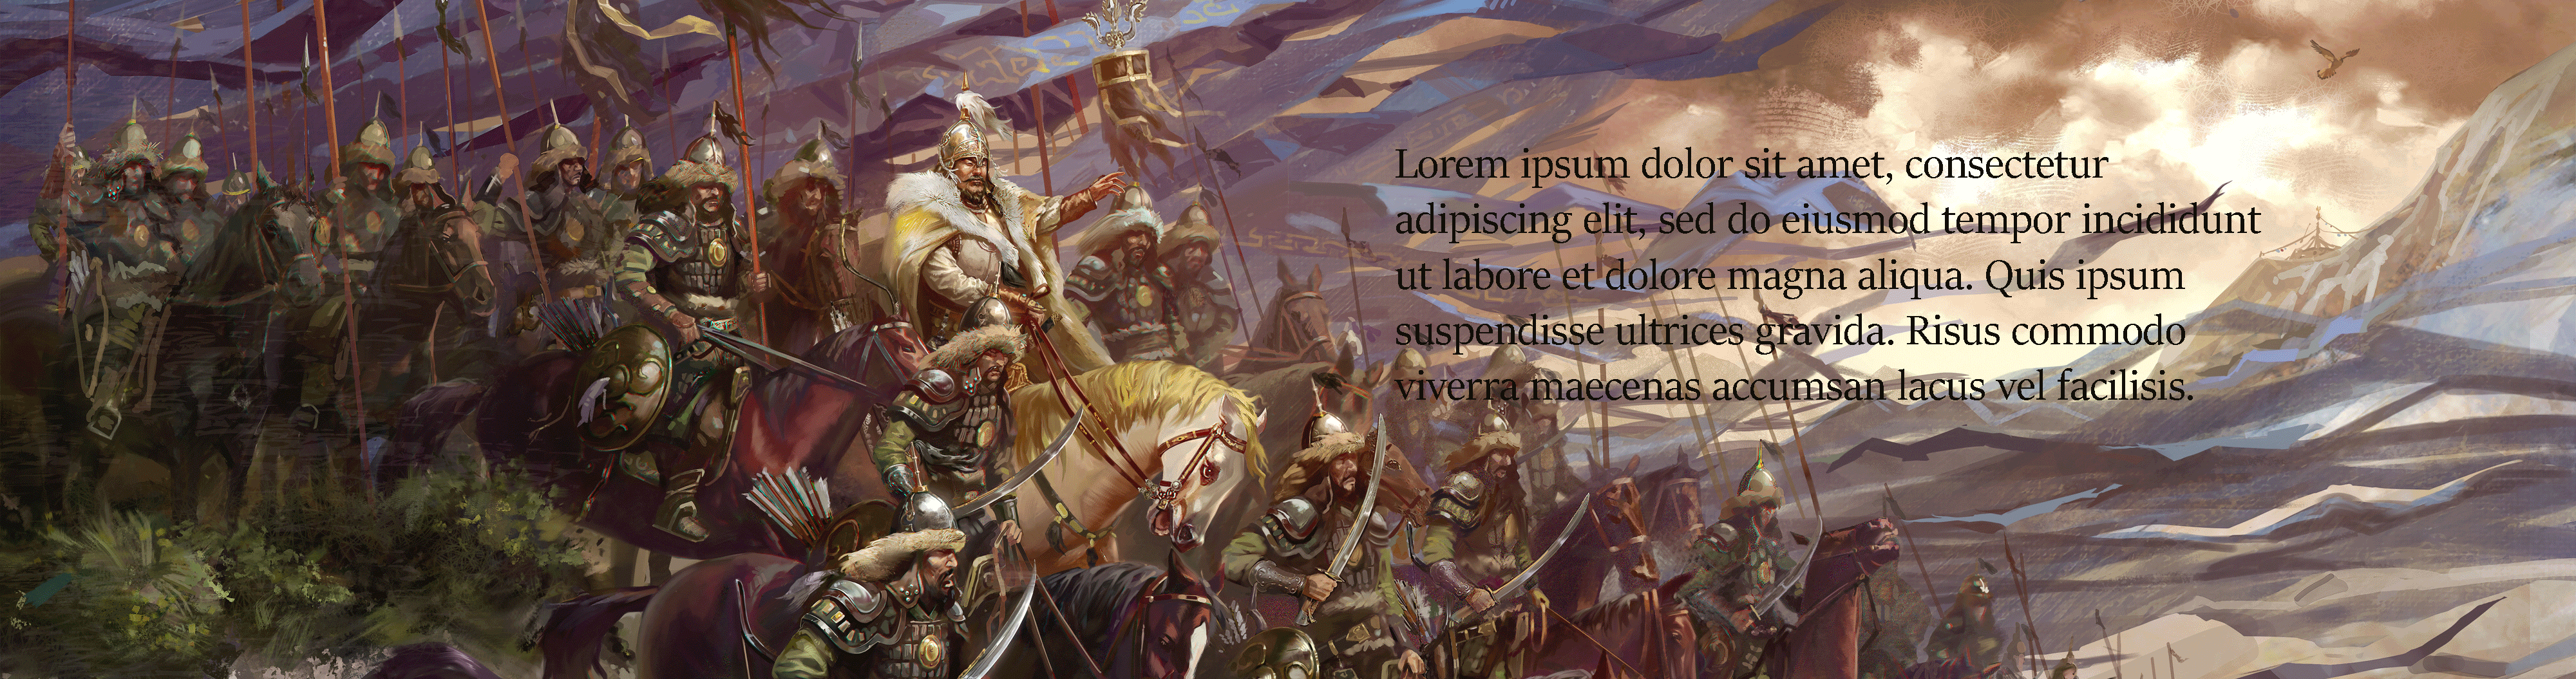 Lorem ipsum dolor sit amet, consectetur
adipiscing elit, sed do eiusmod tempor incididunt
ut labore et dolore magna aliqua. Quis ipsum
suspendisse ultrices gravida. Risus commodo
viverra maecenas accumsan lacus vel facilisis.